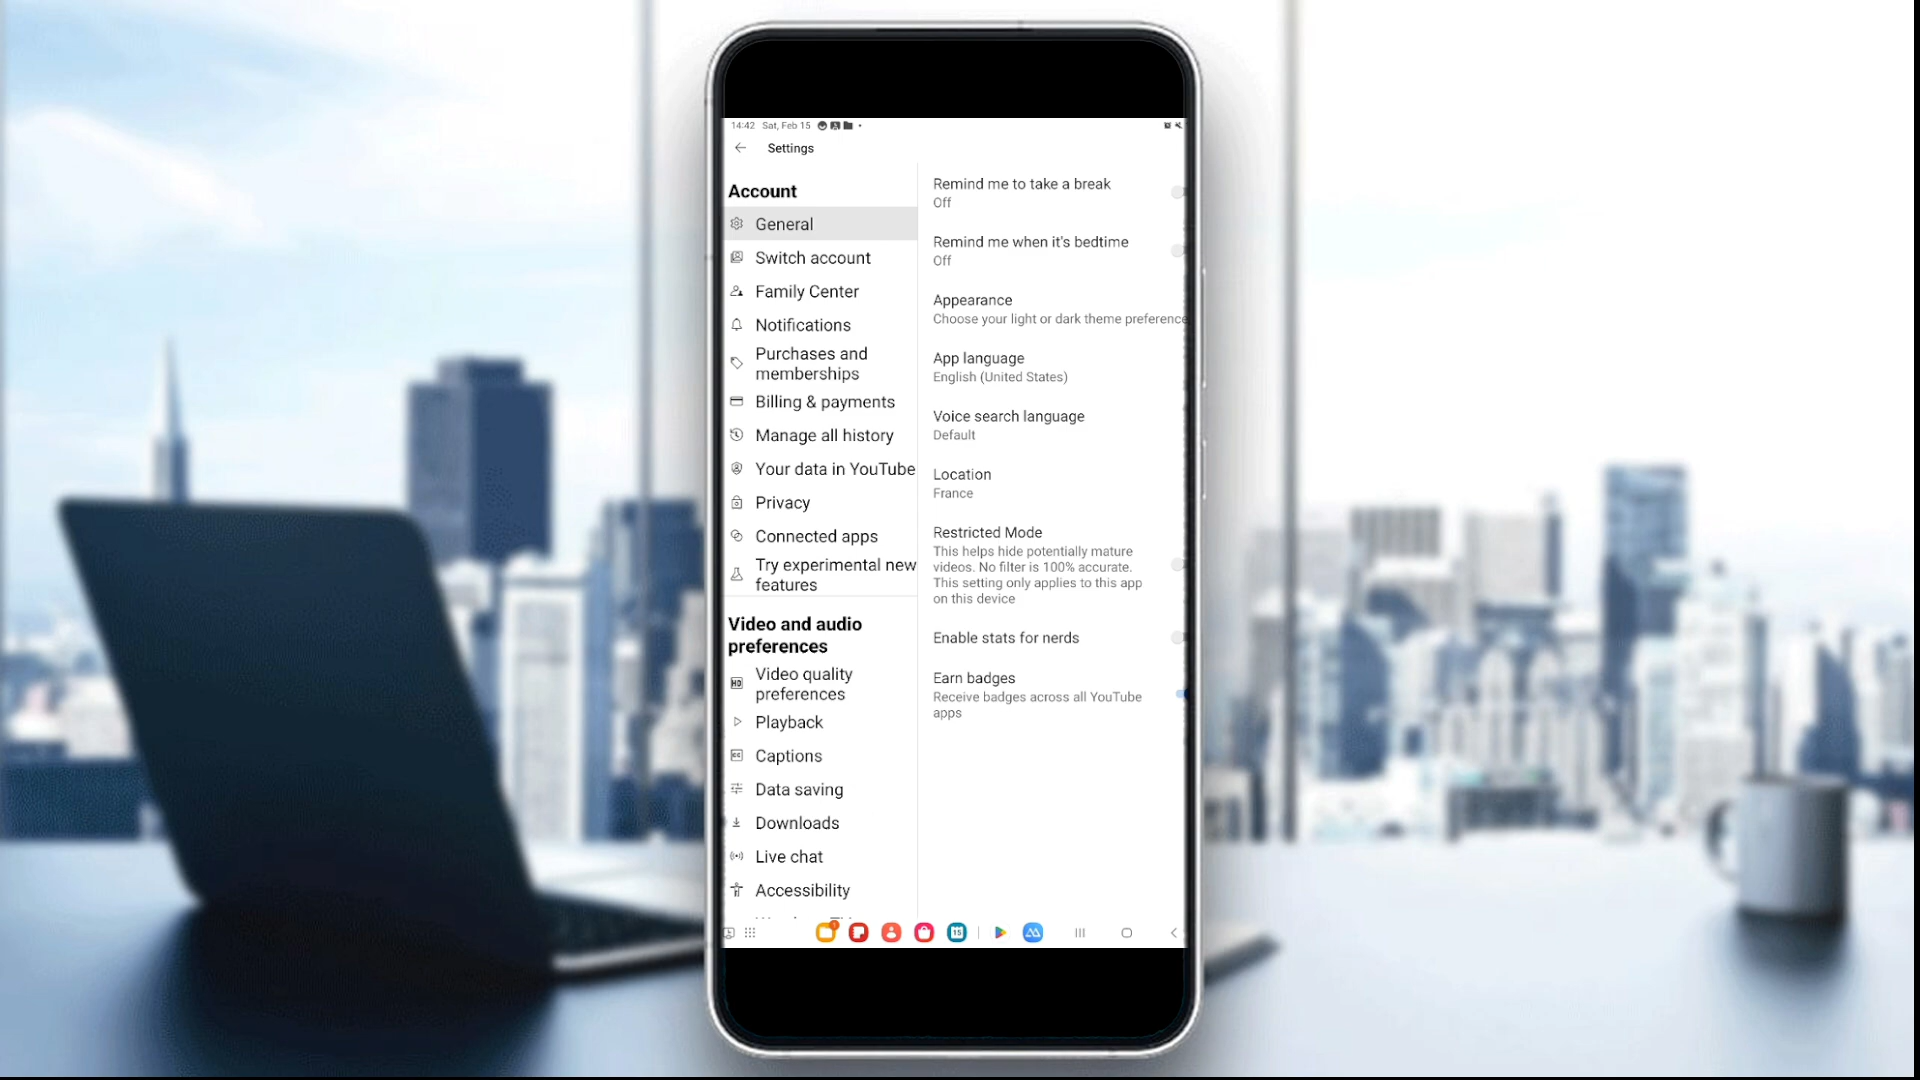 14:42 Sat, Feb 15
Settings
Account
General
Switch account
Family Center
Notifications
Purchases and
memberships
Billing & payments
Manage all history
Your data in YouTube
Privacy
Connected apps
Try experimental new
features
Video and audio
preferences
HD
Video quality
preferences
Playback
CC
Captions
Data saving
Downloads
Live chat
Accessibility
Remind me to take a break
Off
Remind me when it's bedtime
Off
Appearance
Choose your light or dark theme preference
App language
English (United States)
Voice search language
Default
Location
France
Restricted Mode
This helps hide potentially mature
videos. No filter is 100% accurate.
This setting only applies to this app
on this device
Enable stats for nerds
Earn badges
Receive badges across all YouTube
apps
1
15